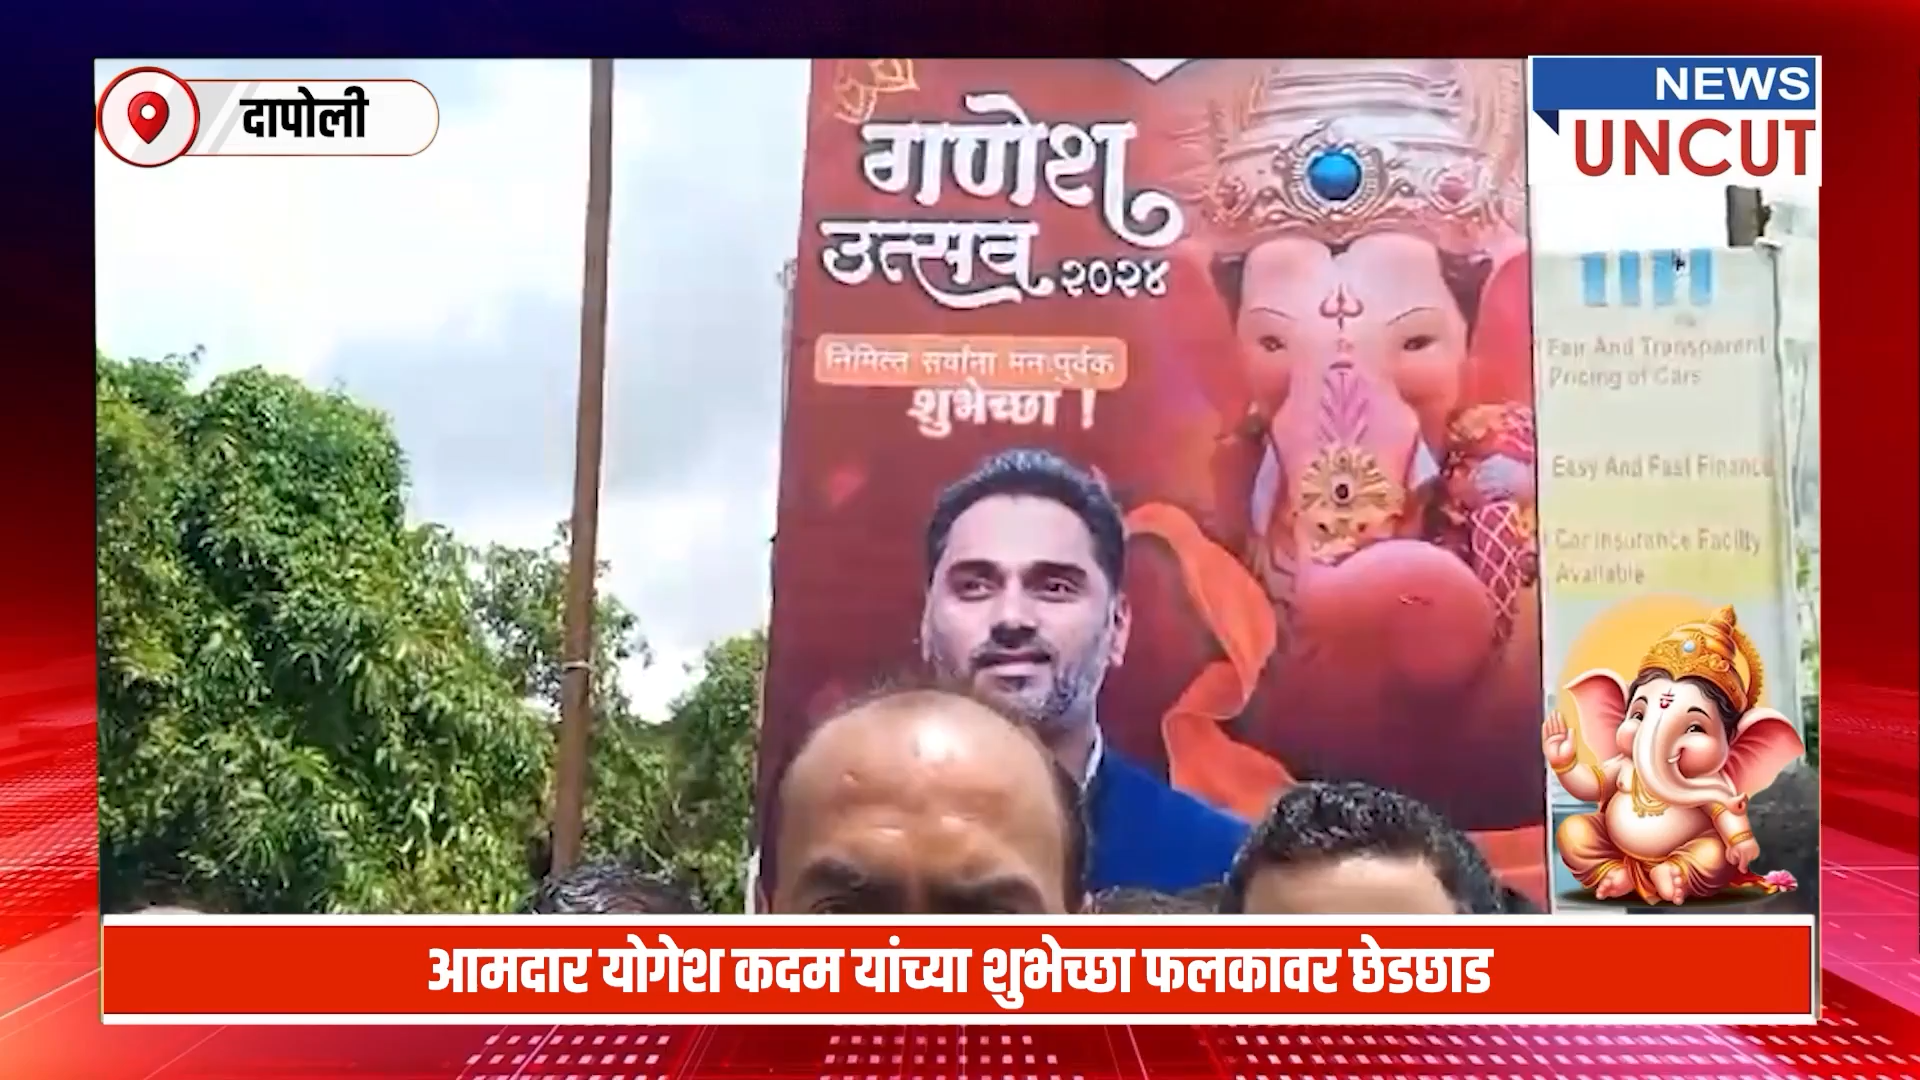 दापोली
NEWS
UNCUT
गणेश
उत्सव २०२४
निमित्त सर्वांना मनःपुर्वक
शुभेच्छा !
Fair And Transparent
Pricing of Cars
Easy And Fast Finance
Car Insurance Facility
Available
आमदार योगेश कदम यांच्या शुभेच्छा फलकावर छेडछाड